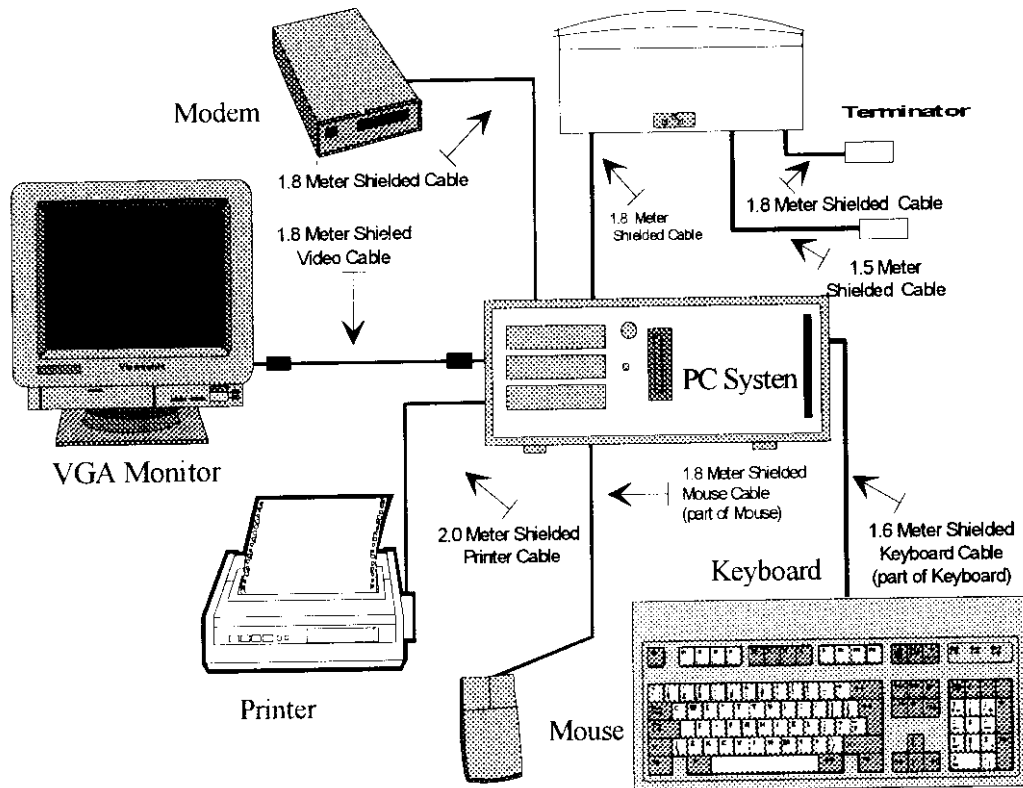 Modem
1.8 Meter Shielded Cable
Terminator
1.8 Meter Shielded Cable
1.8 Meter
Shielded Cable
1.5 Meter
Shielded Cable
1.8 Meter Shieled
Video Cable
PC Systen
VGA Monitor
2.0 Meter Shielded
Printer Cable
1.8 Meter Shielded
Mouse Cable
(part of Mouse)
1.6 Meter Shielded
Keyboard Cable
(part of Keyboard)
Keyboard
Printer
Mouse